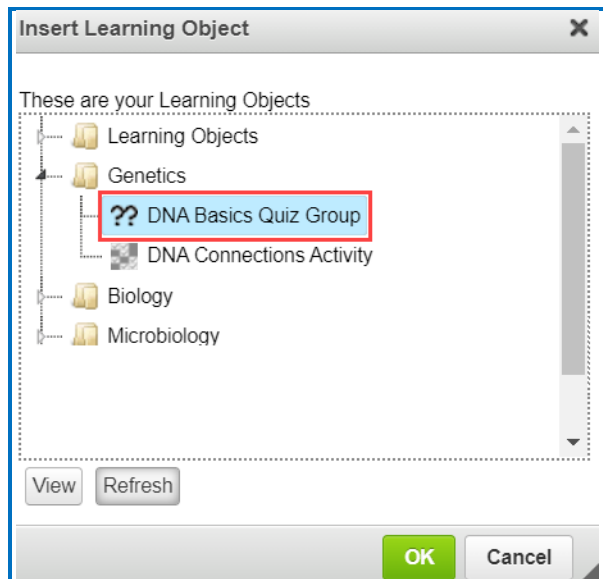 Insert Learning Object
These are your Learning Objects
Learning Objects
Genetics
?? DNA Basics Quiz Group
DNA Connections Activity
Biology
Microbiology
View Refresh
OK Cancel